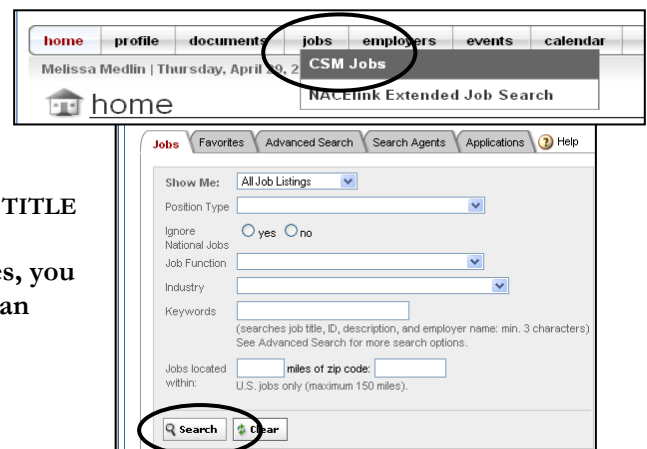 home profile documents jobs employers events calendar
Melissa Medlin | Thursday, April 29, 2
CSM Jobs
NACElink Extended Job Search
home
Jobs Favorites Advanced Search Search Agents Applications Help
TITLE
es, you
an
Show Me: All Job Listings
Position Type
Ignore National Jobs yes no
Job Function
Industry
Keywords
(searches job title, ID, description, and employer name: min. 3 characters)
See Advanced Search for more search options.
Jobs located within: miles of zip code:
U.S. jobs only (maximum 150 miles).
Search Clear